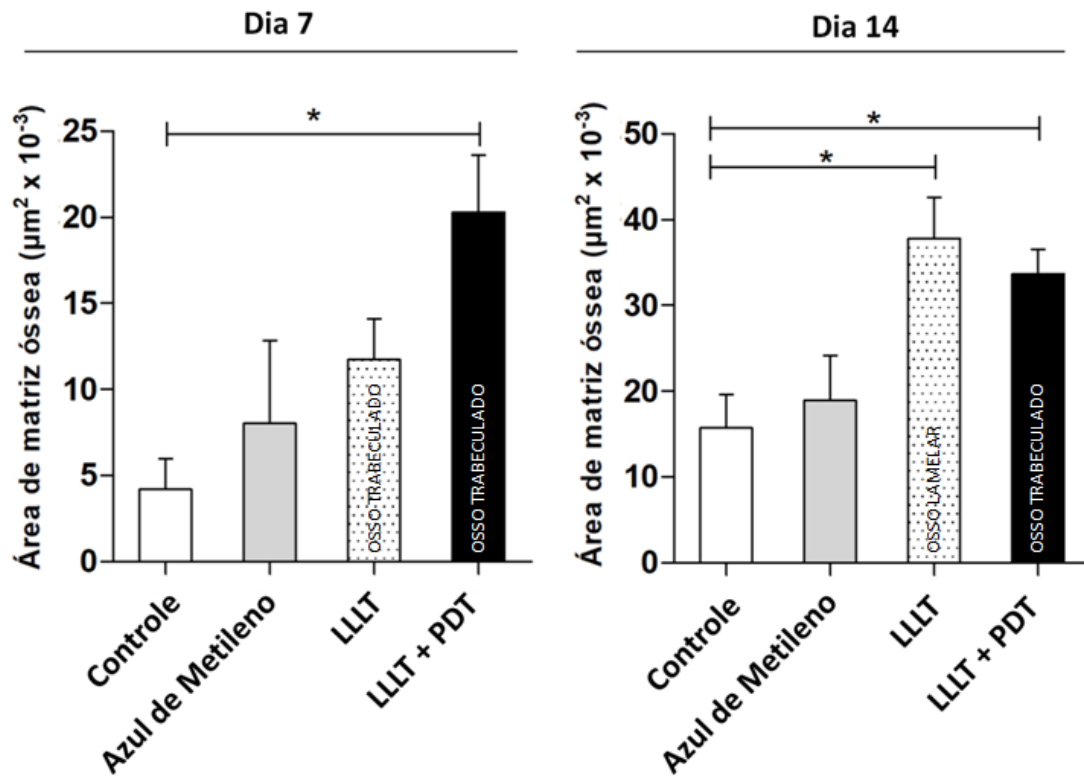 Dia 7
Área de matriz óssea (µm² x 10⁻³)
*
25
20
15
10
5
0
OSSO TRABECULADO
OSSO TRABECULADO
Controle
Azul de Metileno
LLLT
LLLT + PDT
Dia 14
Área de matriz óssea (µm² x 10⁻³)
*
*
50
40
30
20
10
0
OSSO LAMELAR
OSSO TRABECULADO
Controle
Azul de Metileno
LLLT
LLLT + PDT